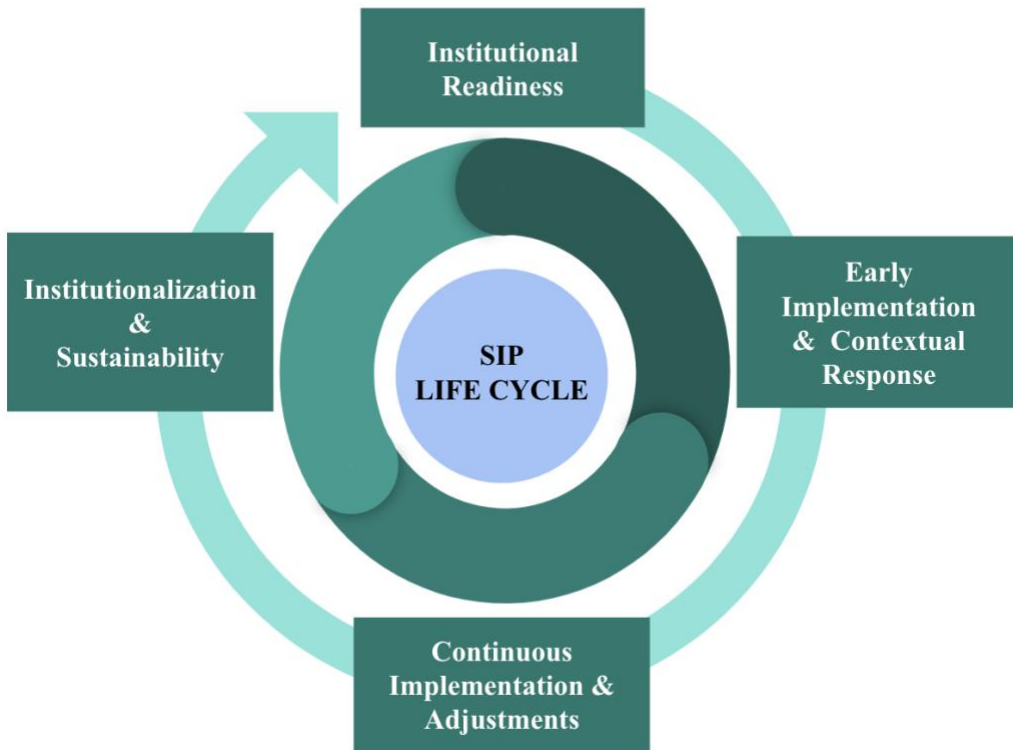 Institutional
Readiness
Institutionalization
&
Sustainability
SIP
LIFE CYCLE
Early
Implementation
& Contextual
Response
Continuous
Implementation &
Adjustments